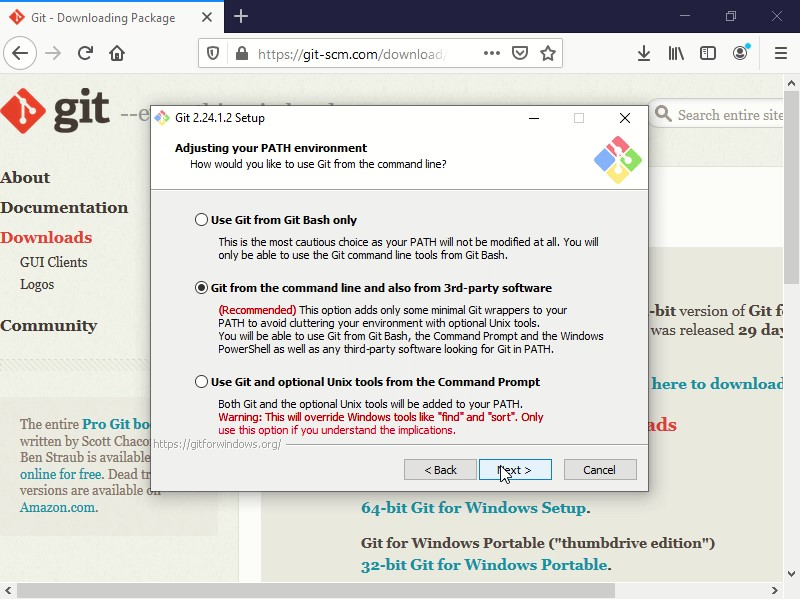 Git - Downloading Package
https://git-scm.com/download/
git
Git 2.24.1.2 Setup
Adjusting your PATH environment
How would you like to use Git from the command line?
Search entire site
About
Documentation
Downloads
GUI Clients
Logos
Community
Use Git from Git Bash only
This is the most cautious choice as your PATH will not be modified at all. You will
only be able to use the Git command line tools from Git Bash.
Git from the command line and also from 3rd-party software
(Recommended) This option adds only some minimal Git wrappers to your
PATH to avoid cluttering your environment with optional Unix tools.
You will be able to use Git from Git Bash, the Command Prompt and the Windows
PowerShell as well as any third-party software looking for Git in PATH.
Use Git and optional Unix tools from the Command Prompt
Both Git and the optional Unix tools will be added to your PATH.
Warning: This will override Windows tools like "find" and "sort". Only
use this option if you understand the implications.
https://gitforwindows.org/
< Back
Next >
Cancel
-bit version of Git f
was released 29 day
here to download
ads
The entire Pro Git bo
written by Scott Chaco
Ben Straub is available
online for free. Dead tr
versions are available on
Amazon.com.
64-bit Git for Windows Setup.
Git for Windows Portable ("thumbdrive edition")
32-bit Git for Windows Portable.